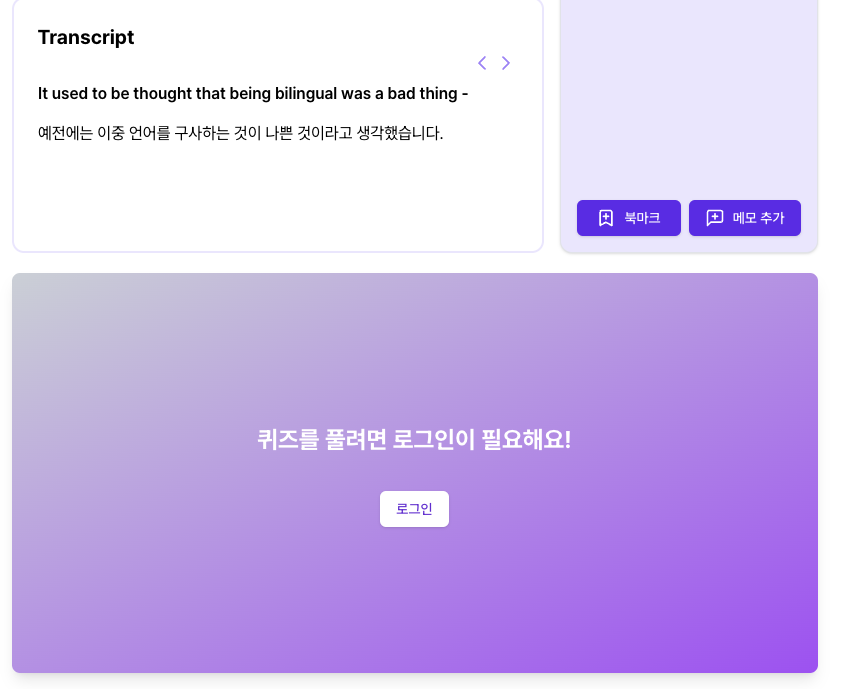 Transcript
It used to be thought that being bilingual was a bad thing -
예전에는 이중 언어를 구사하는 것이 나쁜 것이라고 생각했습니다.
북마크
메모 추가
퀴즈를 풀려면 로그인이 필요해요!
로그인